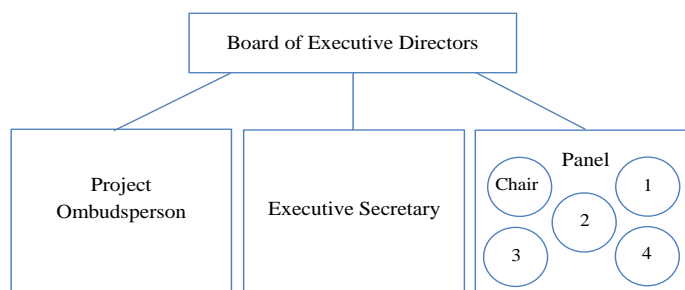 Board of Executive Directors
Project
Ombudsperson
Executive Secretary
Panel
Chair
1
2
3
4